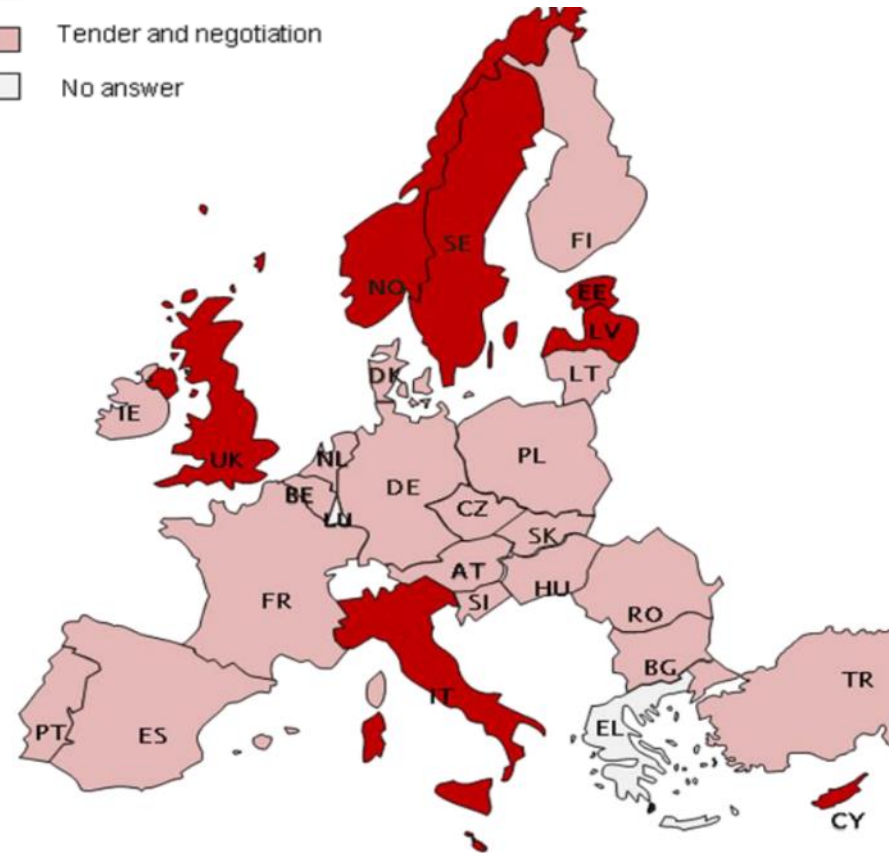 Tender and negotiation
No answer
SE
FI
NO
EE
LV
DK
LT
IE
UK
NL
PL
BE
DE
CZ
LU
SK
AT
HU
FR
SI
RO
BG
IT
TR
PT
ES
EL
CY